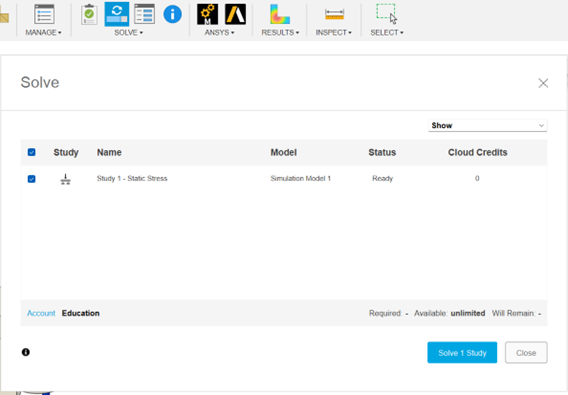 MANAGE▾ SOLVE▾ M ANSYS▾ RESULTS▾ INSPECT▾ SELECT▾
Solve
Show
Study Name Model Status Cloud Credits
Study 1 - Static Stress Simulation Model 1 Ready 0
Account Education Required: - Available: unlimited Will Remain: -
Solve 1 Study Close